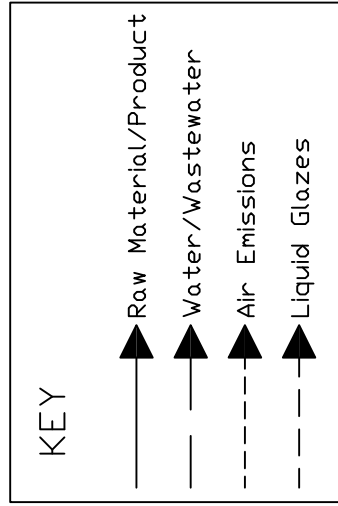 KEY
Raw Material/Product
Water/Wastewater
Air Emissions
Liquid Glazes